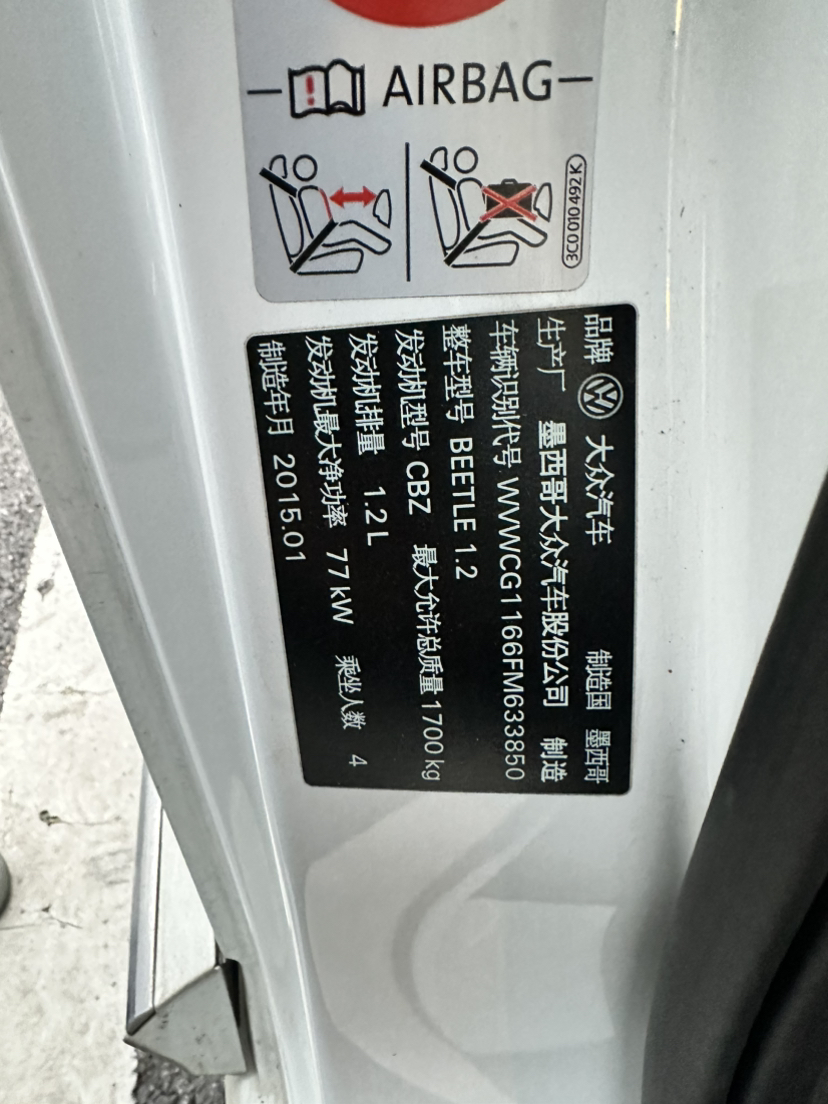 AIRBAG
3C0 010 492 K
品牌 大众汽车 制造国 墨西哥
生产厂 墨西哥大众汽车股份公司 制造
车辆识别代号 WVWCG1166FM633850
整车型号 BEETLE 1.2
发动机型号 CBZ 最大允许总质量 1700 kg
发动机排量 1.2 L
发动机最大净功率 77 kW 乘坐人数 4
制造年月 2015.01